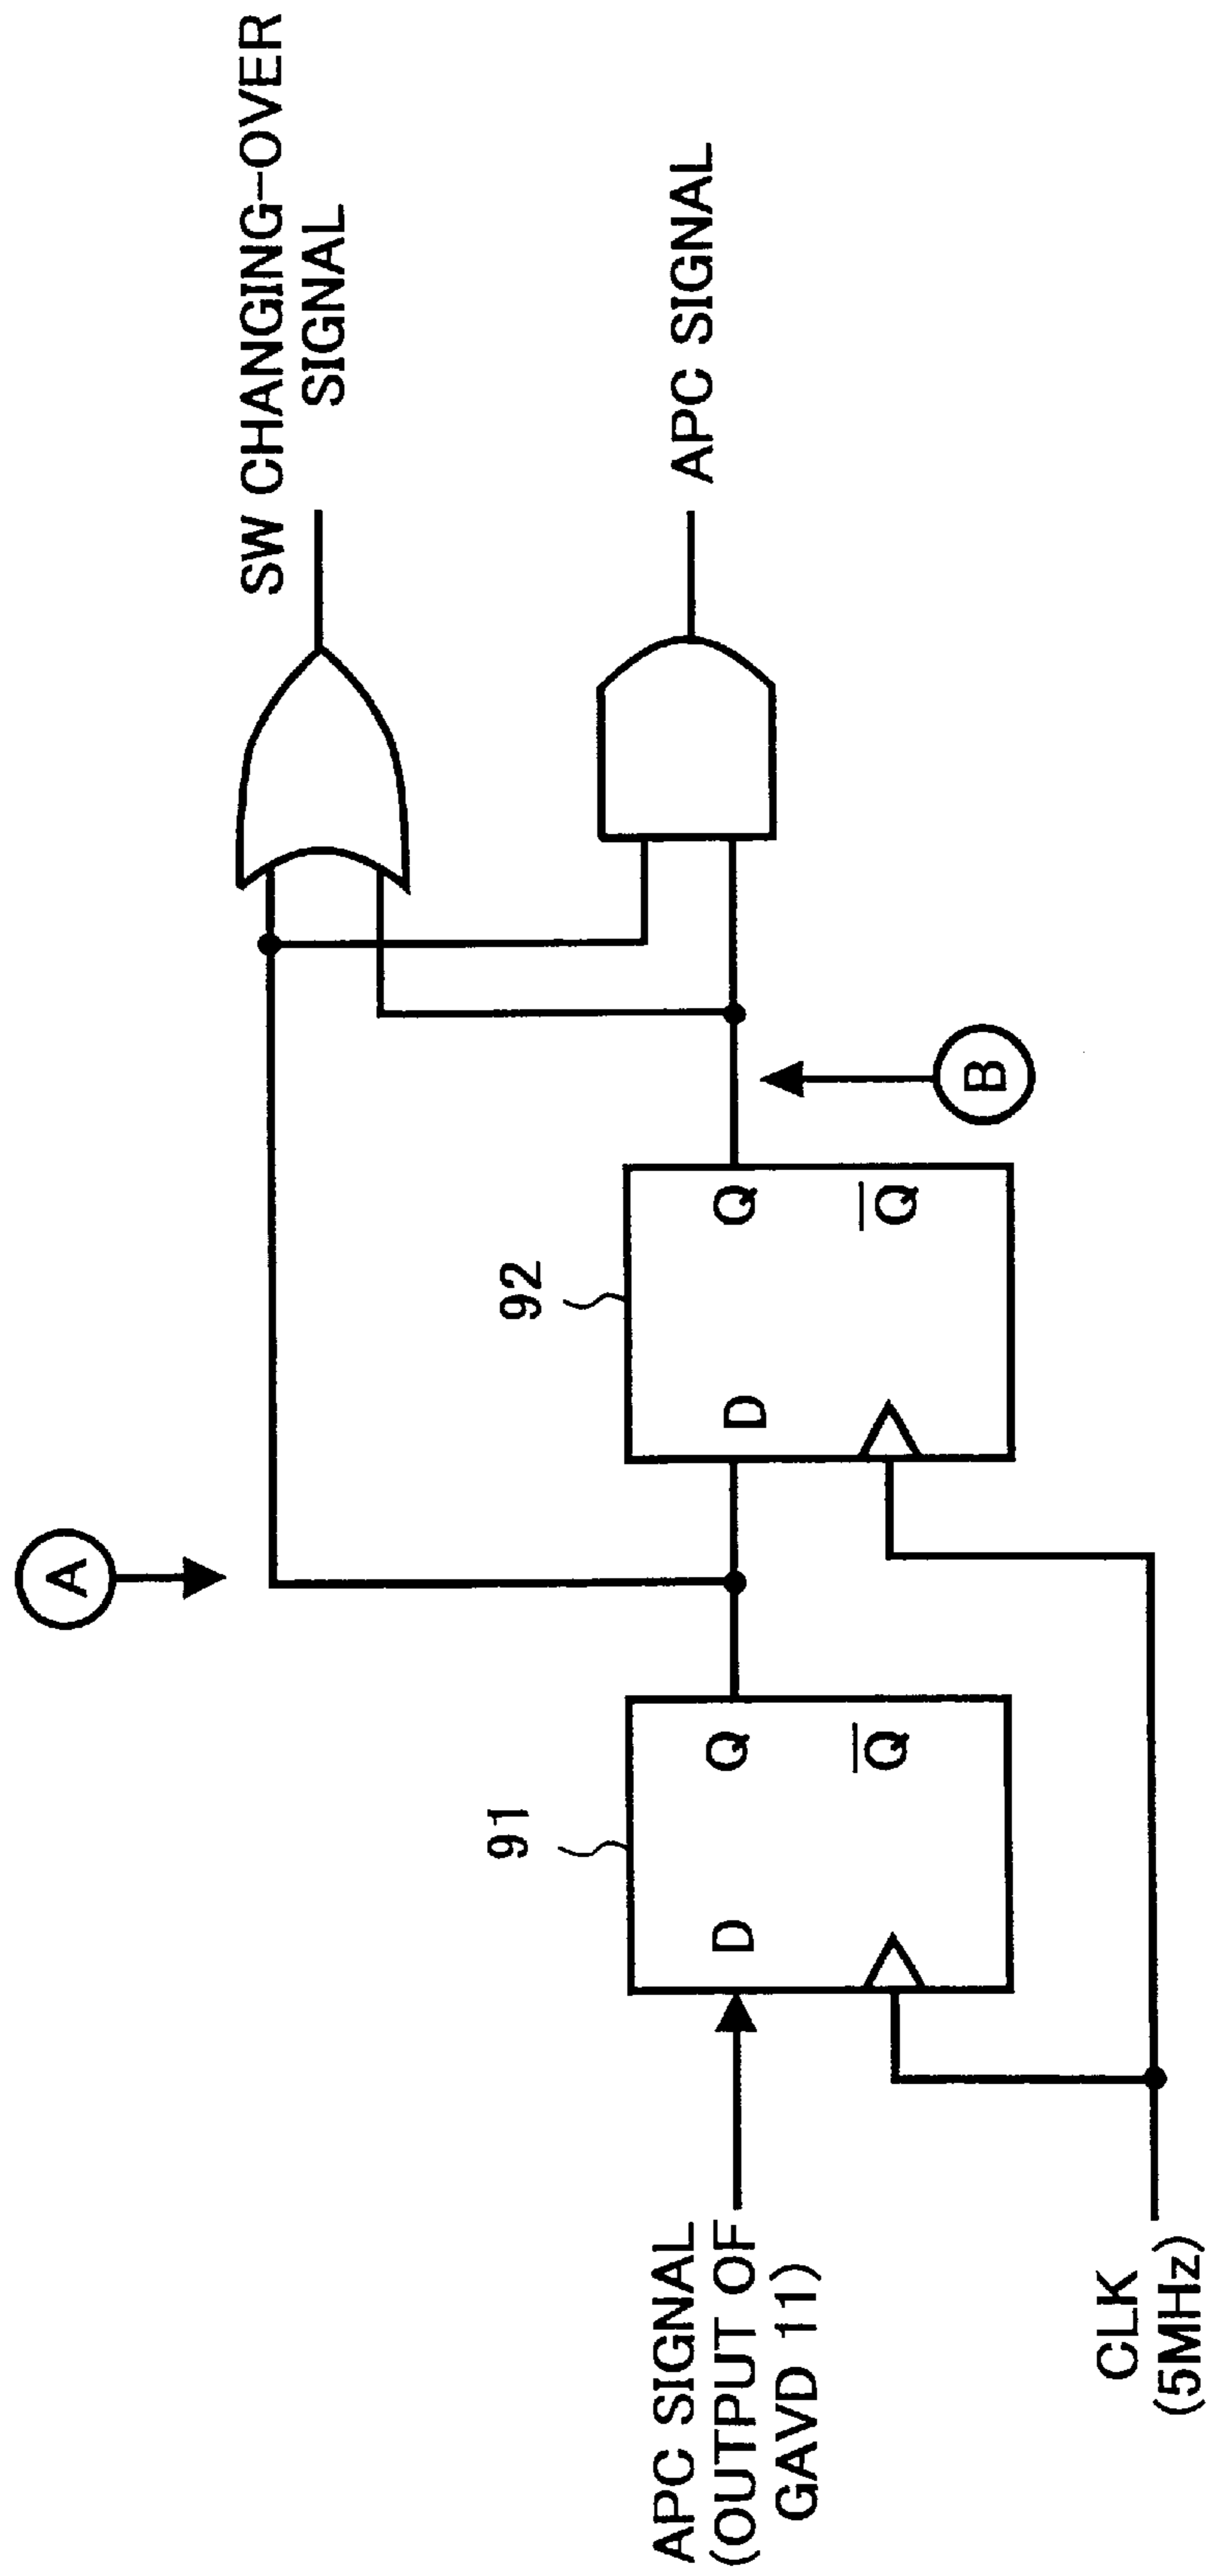 SW CHANGING-OVER
SIGNAL
APC SIGNAL
A
B
91
92
D
Q
Q
D
Q
Q
APC SIGNAL
(OUTPUT OF
GAVD 11)
CLK
(5MHz)